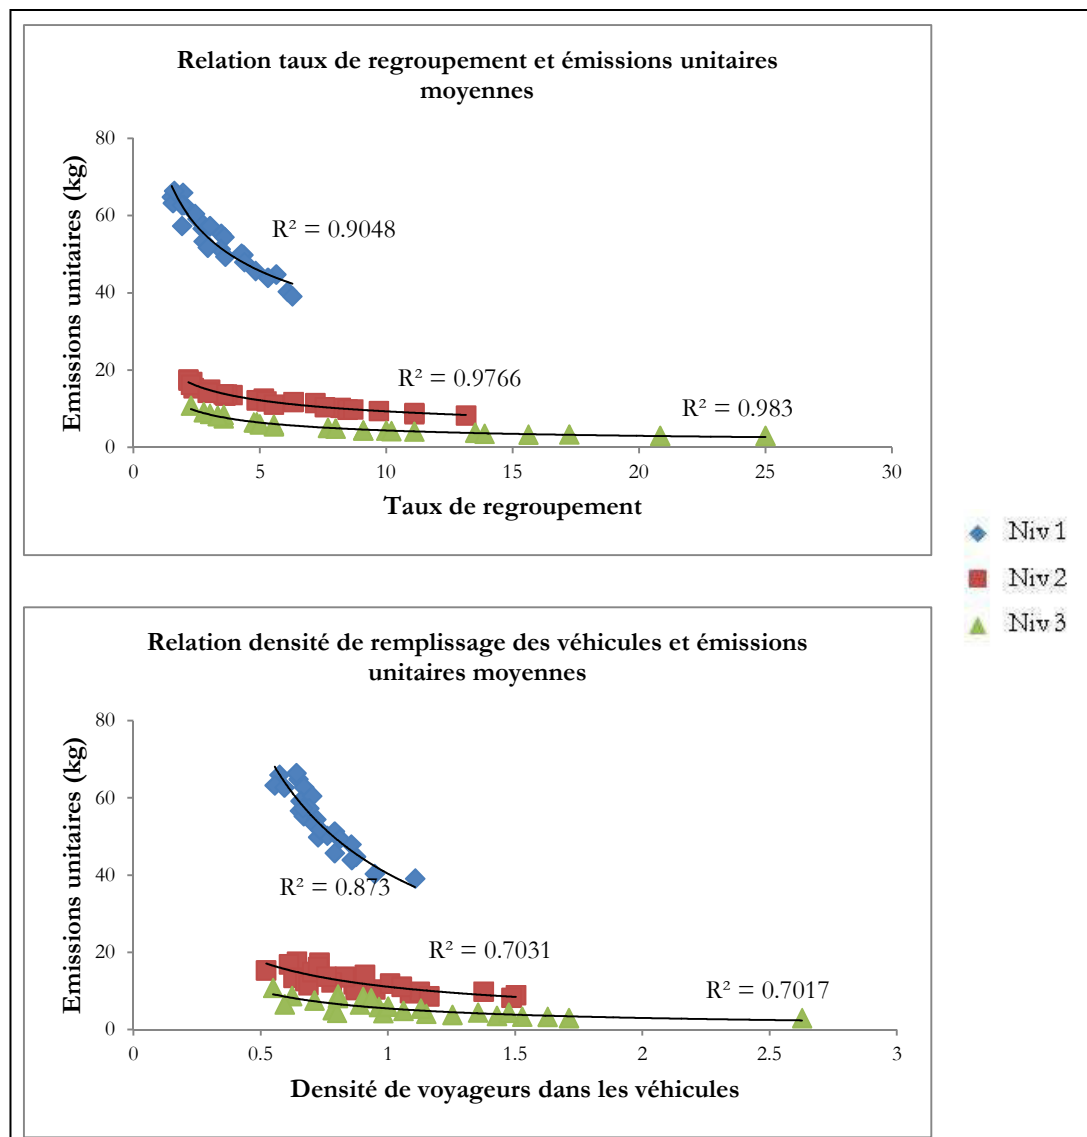 Relation taux de regroupement et émissions unitaires
moyennes
Emissions unitaires (kg)
80
60
40
20
0
R² = 0.9048
R² = 0.9766
R² = 0.983
0 5 10 15 20 25 30
Taux de regroupement
Niv 1
Niv 2
Niv 3
Relation densité de remplissage des véhicules et émissions
unitaires moyennes
Emissions unitaires (kg)
80
60
40
20
0
R² = 0.873
R² = 0.7031
R² = 0.7017
0 0.5 1 1.5 2 2.5 3
Densité de voyageurs dans les véhicules